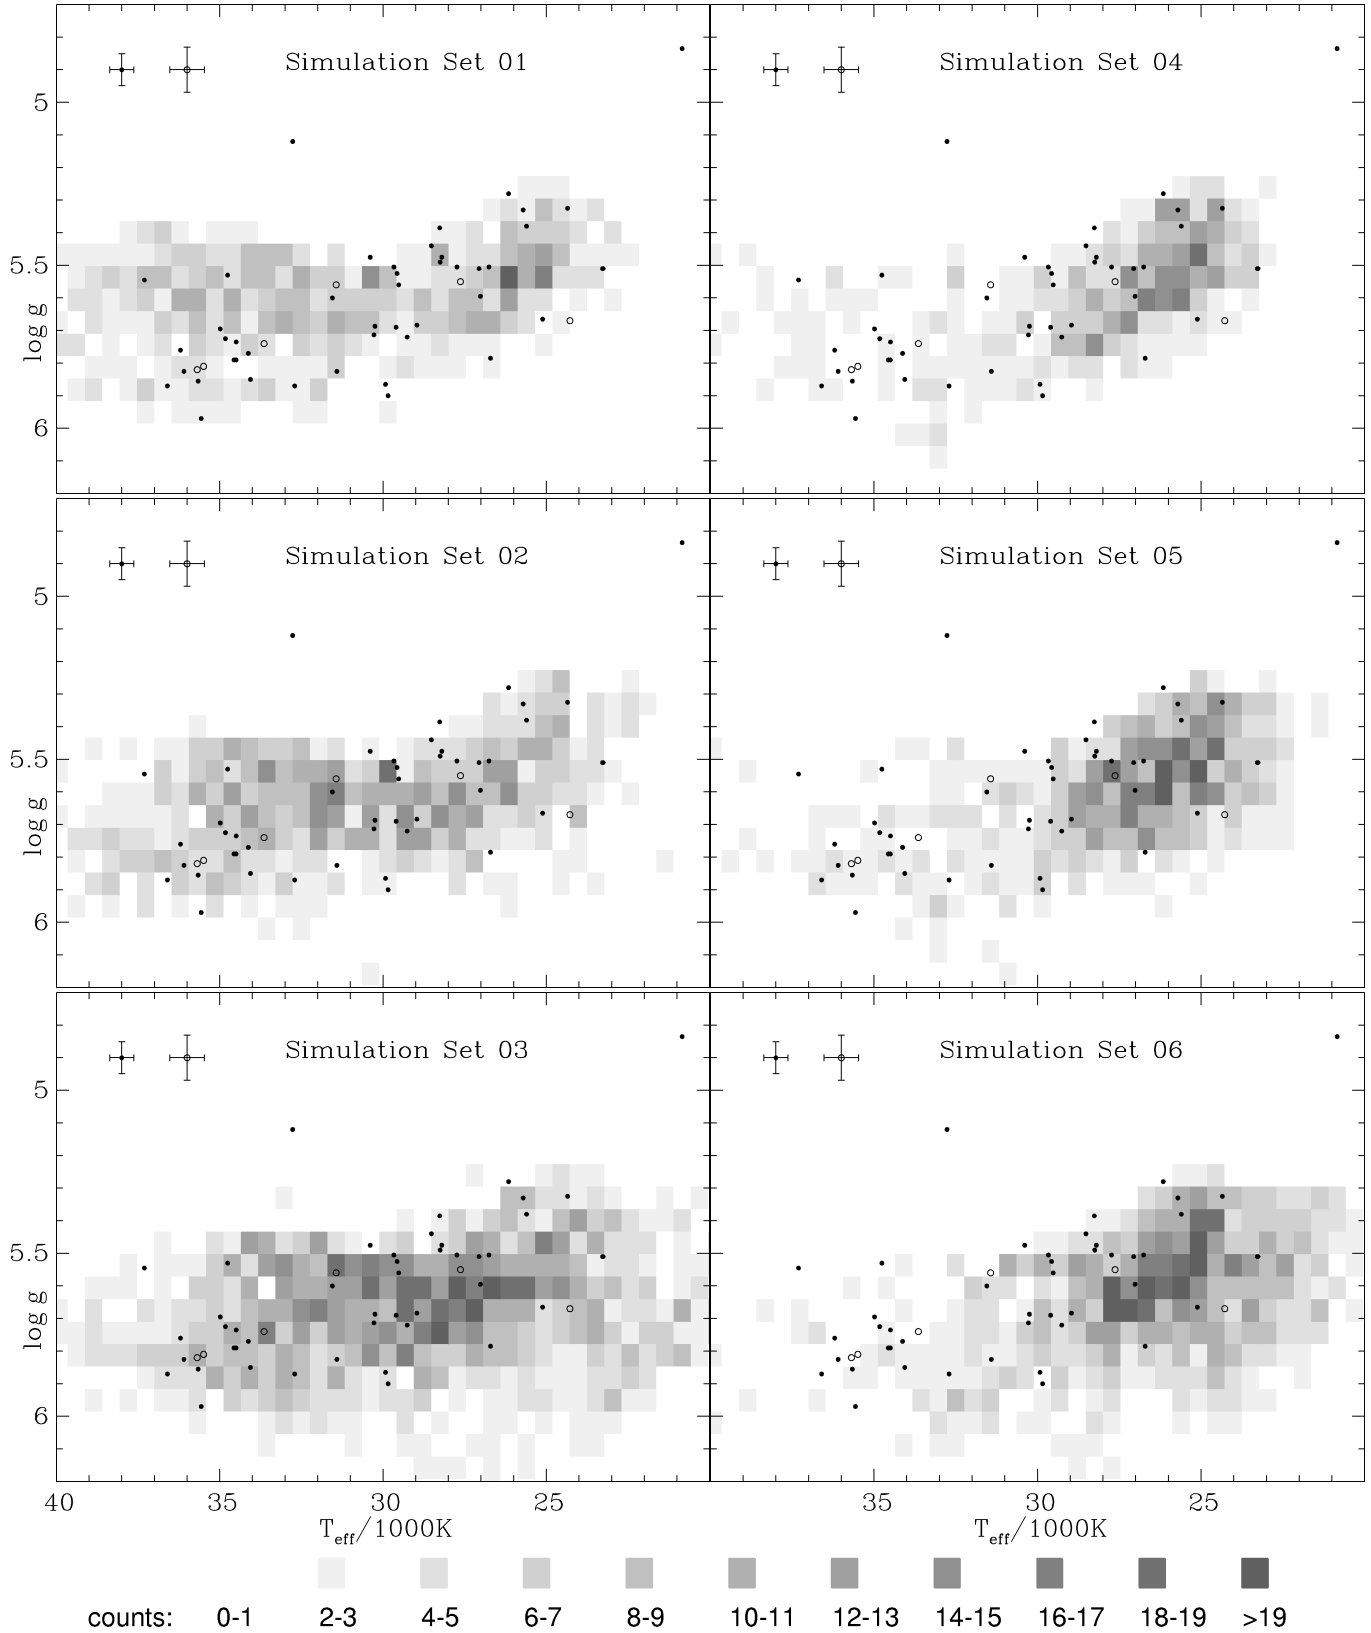 Simulation Set 01
Simulation Set 04
5
5.5
6
log g
Simulation Set 02
Simulation Set 05
5
5.5
6
log g
Simulation Set 03
Simulation Set 06
5
5.5
6
log g
40 35 30 25 35 30 25
Teff/1000K Teff/1000K
counts: 0-1 2-3 4-5 6-7 8-9 10-11 12-13 14-15 16-17 18-19 >19